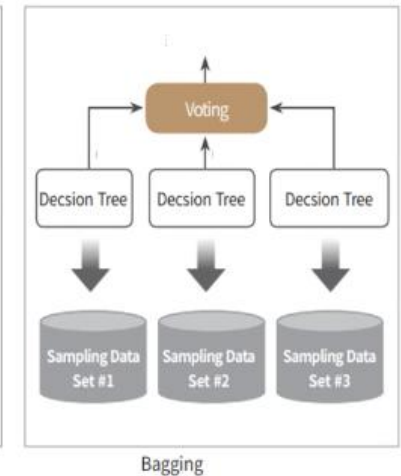 Voting
Decsion Tree
Decsion Tree
Decsion Tree
Sampling Data
Set #1
Sampling Data
Set #2
Sampling Data
Set #3
Bagging